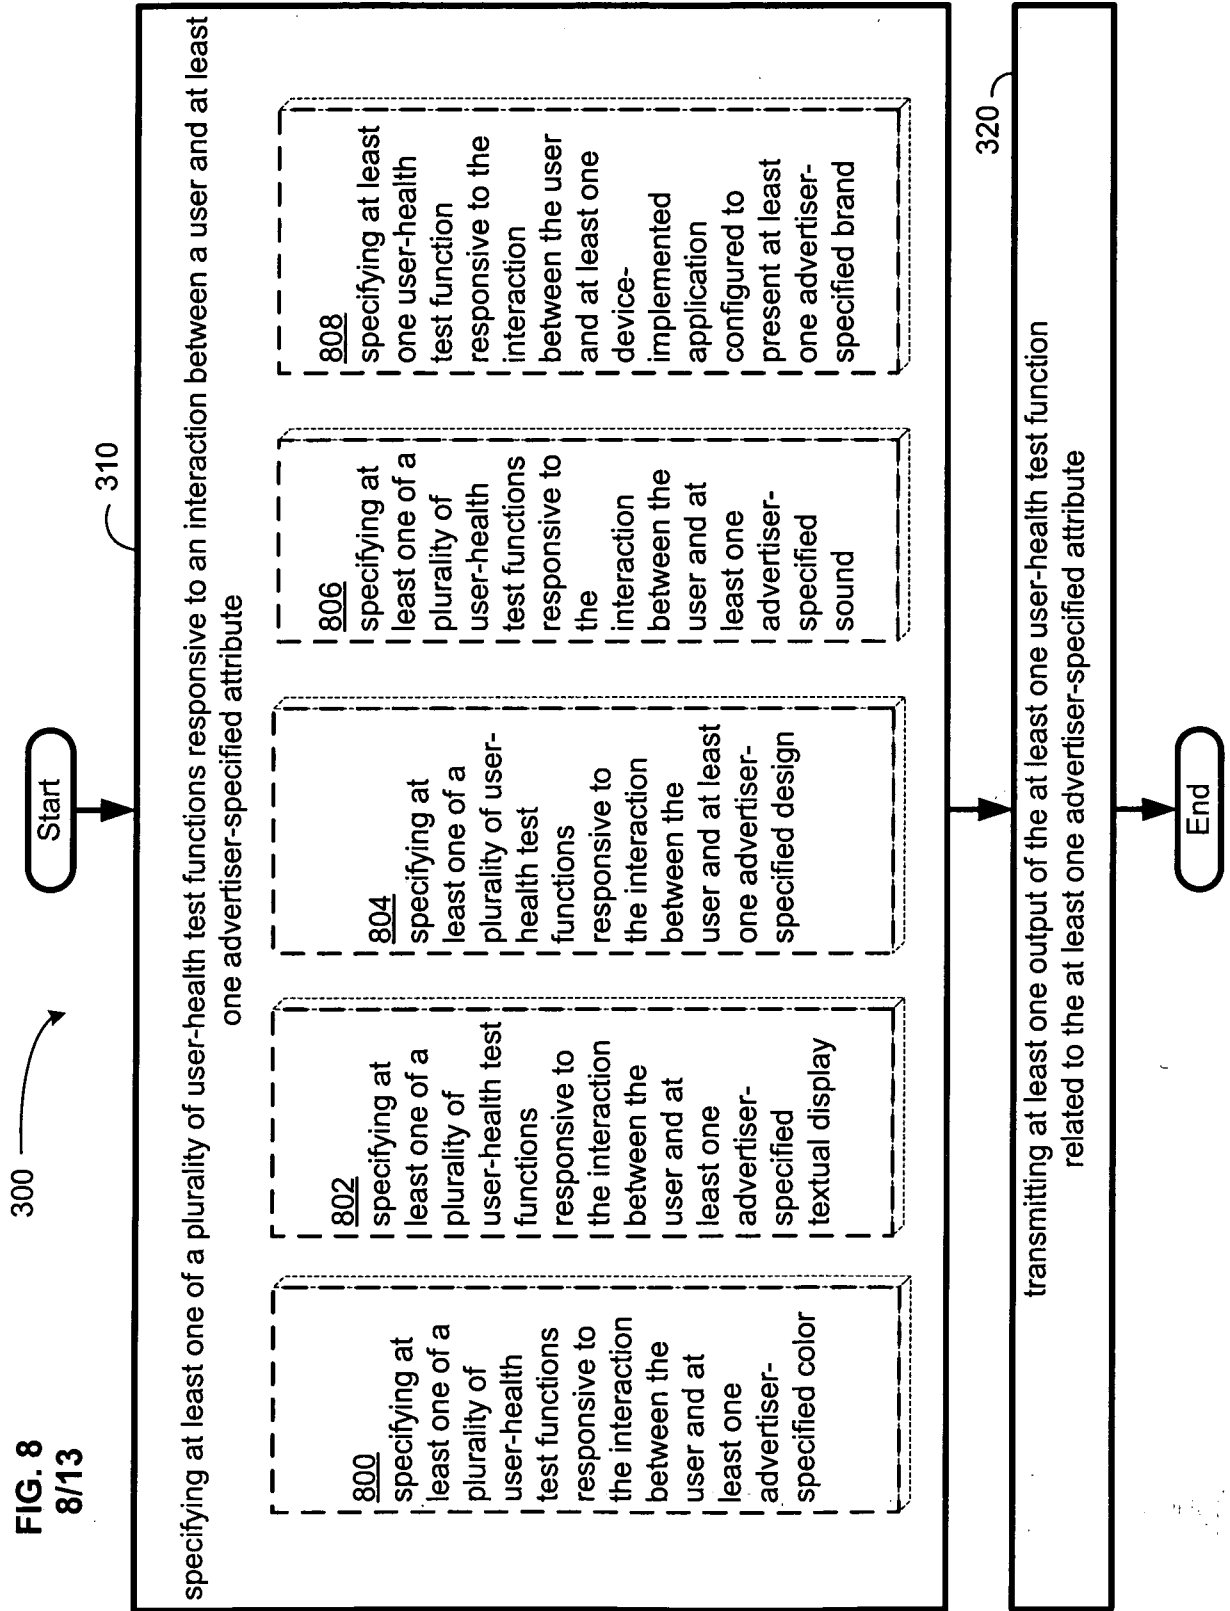 FIG. 8
8/13
300
Start
310
specifying at least one of a plurality of user-health test functions responsive to an interaction between a user and at least
one advertiser-specified attribute
800
specifying at
least one of a
plurality of
user-health
test functions
responsive to
the interaction
between the
user and at
least one
advertiser-
specified color
802
specifying at
least one of a
plurality of
user-health test
functions
responsive to
the interaction
between the
user and at
least one
advertiser-
specified
textual display
804
specifying at
least one of a
plurality of user-
health test
functions
responsive to
the interaction
between the
user and at least
one advertiser-
specified design
806
specifying at
least one of a
plurality of
user-health
test functions
responsive to
the
interaction
between the
user and at
least one
advertiser-
specified
sound
808
specifying at least
one user-health
test function
responsive to the
interaction
between the user
and at least one
device-
implemented
application
configured to
present at least
one advertiser-
specified brand
320
transmitting at least one output of the at least one user-health test function
related to the at least one advertiser-specified attribute
End